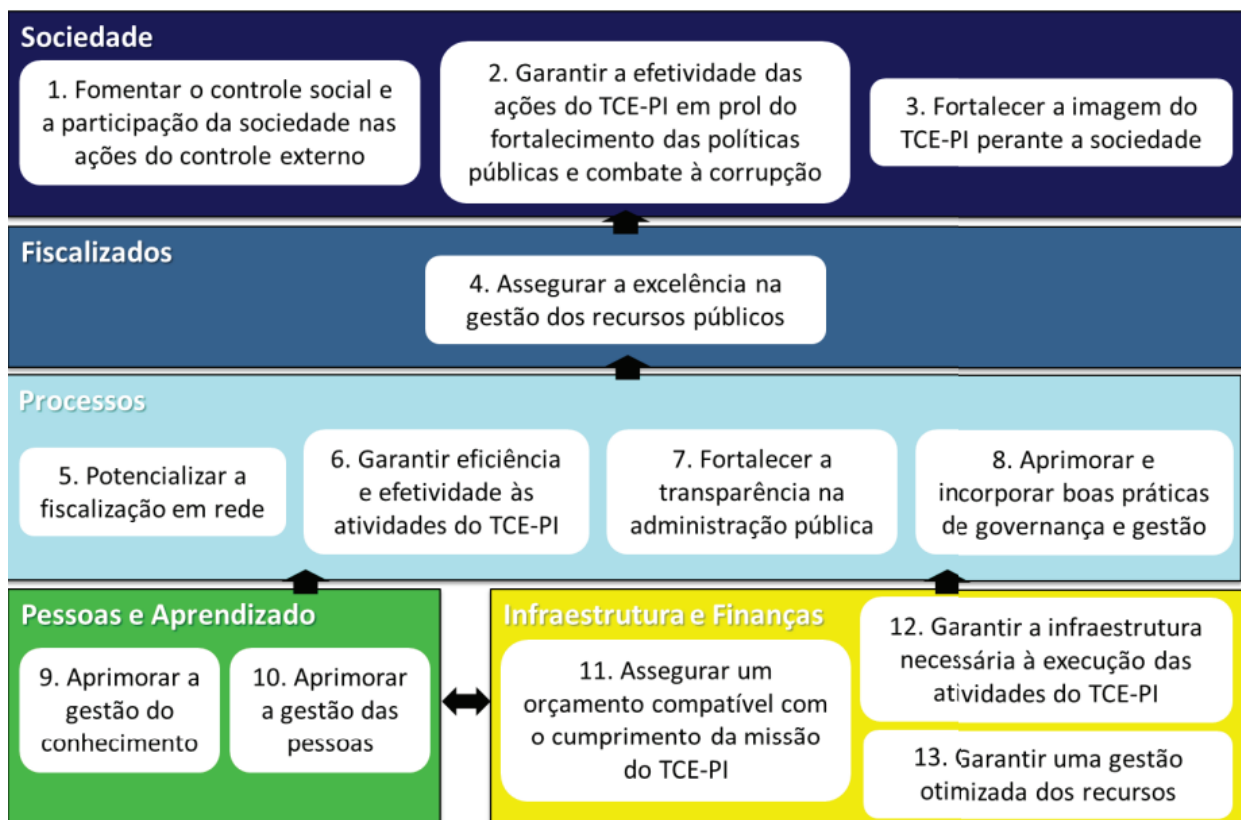 Sociedade
1. Fomentar o controle social e
a participação da sociedade nas
ações do controle externo
2. Garantir a efetividade das
ações do TCE-PI em prol do
fortalecimento das políticas
públicas e combate à corrupção
3. Fortalecer a imagem do
TCE-PI perante a sociedade
Fiscalizados
4. Assegurar a excelência na
gestão dos recursos públicos
Processos
5. Potencializar a
fiscalização em rede
6. Garantir eficiência
e efetividade às
atividades do TCE-PI
7. Fortalecer a
transparência na
administração pública
8. Aprimorar e
incorporar boas práticas
de governança e gestão
Pessoas e Aprendizado
9. Aprimorar a
gestão do
conhecimento
10. Aprimorar
a gestão das
pessoas
Infraestrutura e Finanças
11. Assegurar um
orçamento compatível com
o cumprimento da missão
do TCE-PI
12. Garantir a infraestrutura
necessária à execução das
atividades do TCE-PI
13. Garantir uma gestão
otimizada dos recursos